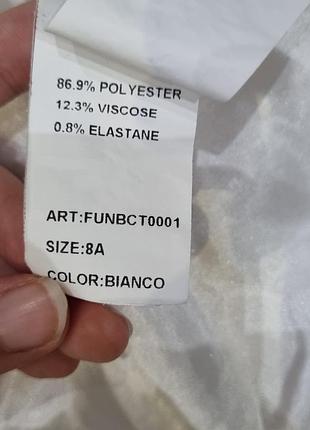 86.9% POLYESTER
12.3% VISCOSE
0.8% ELASTANE
ART:FUNBCT0001
SIZE:8A
COLOR:BIANCO